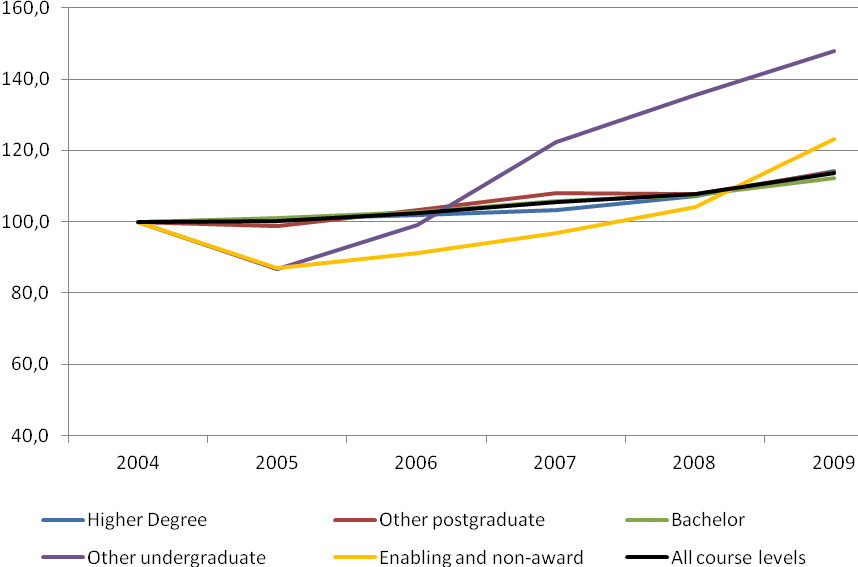 160,0
140,0
120,0
100,0
80,0
60,0
40,0
2004 2005 2006 2007 2008 2009
Higher Degree Other postgraduate Bachelor
Other undergraduate Enabling and non-award All course levels